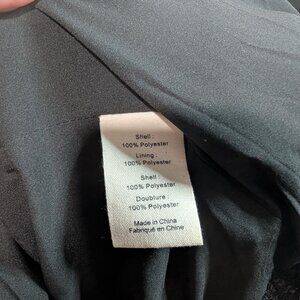 Shell :
100% Polyester
Lining :
100% Polyester
Shell :
100% Polyester
Doublure :
100% Polyester
Made in China
Fabriqué en Chine